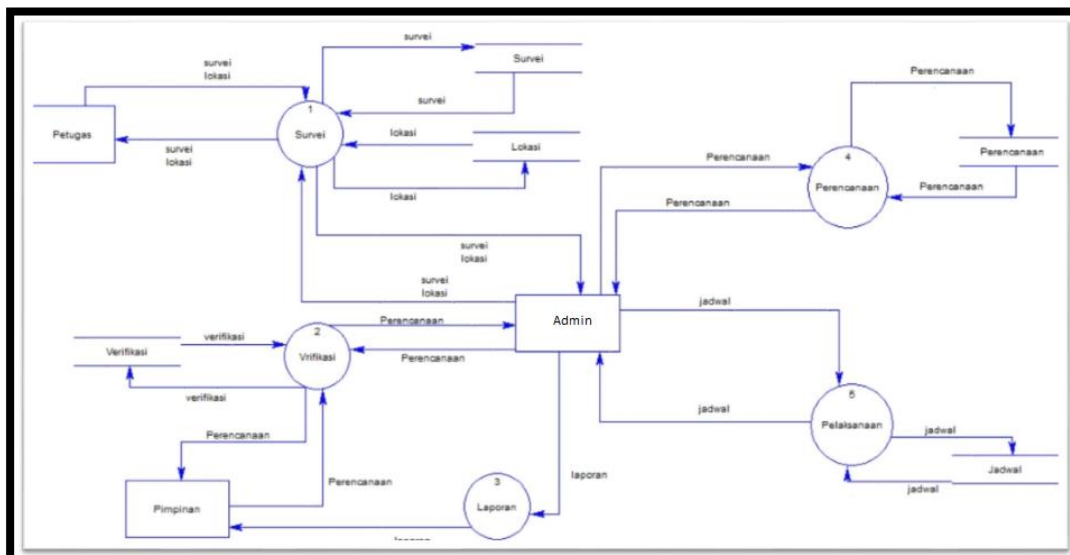 survei
survei
lokasi
Survei
Perencanaan
1
Survei
survei
Petugas
lokasi
Lokasi
survei
lokasi
lokasi
Perencanaan
4
Perencanaan
Perencanaan
Perencanaan
Perencanaan
survei
lokasi
survei
lokasi
Admin
jadwal
Perencanaan
2
Vrifikasi
verifikasi
Verifikasi
Perencanaan
verifikasi
jadwal
5
Pelaksanaan
Perencanaan
jadwal
Jadwal
jadwal
Perencanaan
laporan
3
Laporan
Pimpinan
laporan